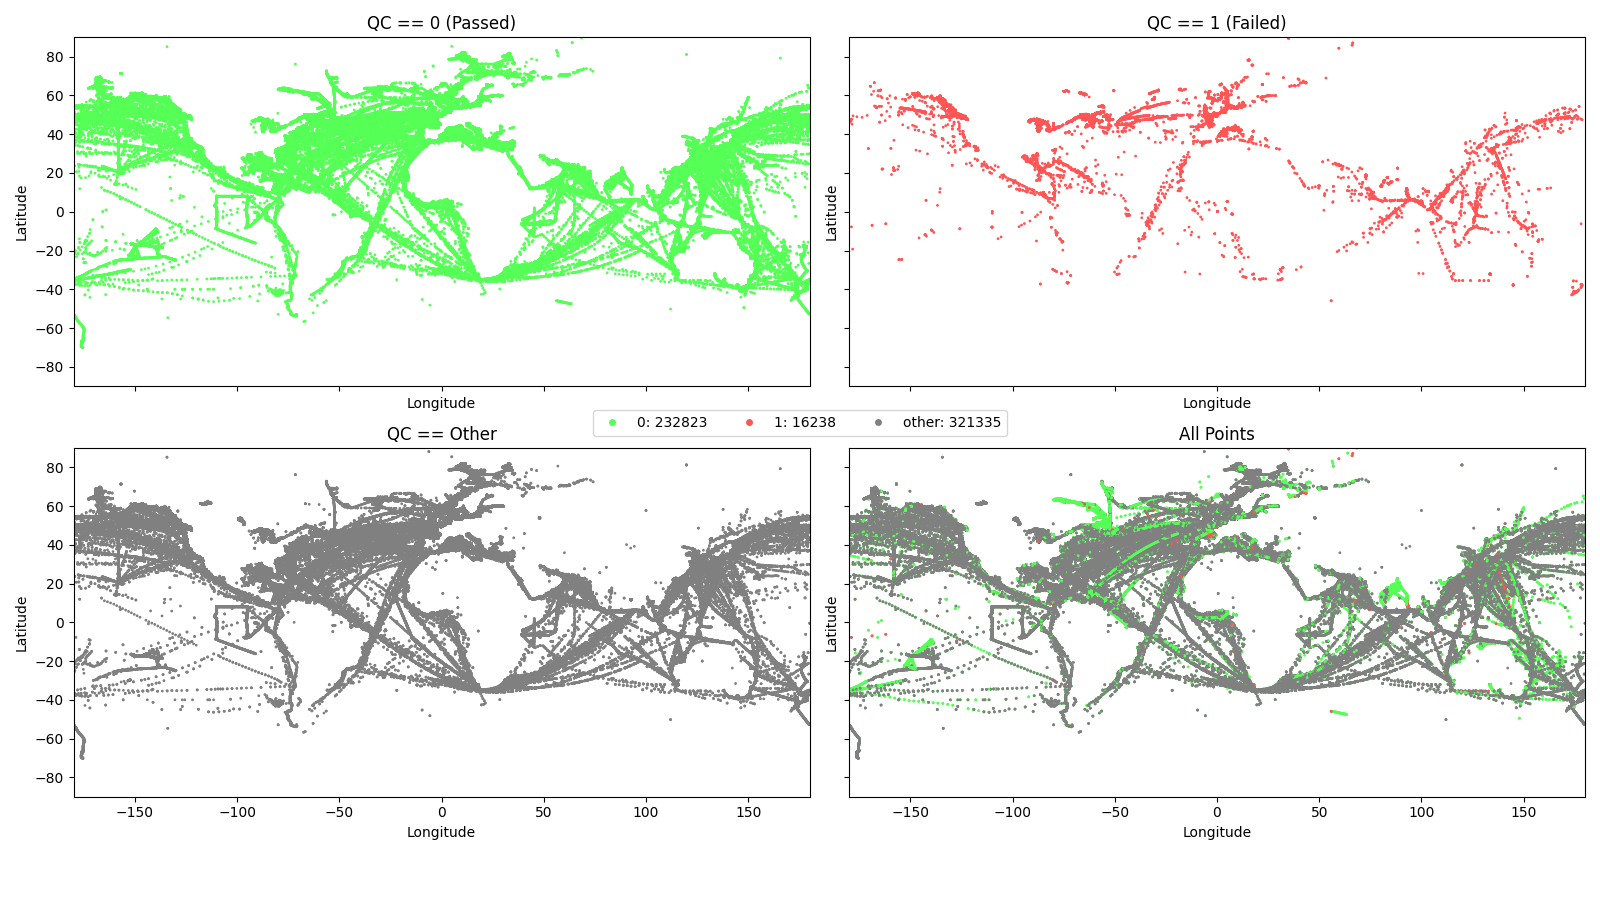 QC == 0 (Passed)
QC == 1 (Failed)
Latitude
80
60
40
20
0
−20
−40
−60
−80
Longitude
Latitude
Longitude
0: 232823 1: 16238 other: 321335
QC == Other
All Points
Latitude
80
60
40
20
0
−20
−40
−60
−80
−150 −100 −50 0 50 100 150
Longitude
Latitude
−150 −100 −50 0 50 100 150
Longitude